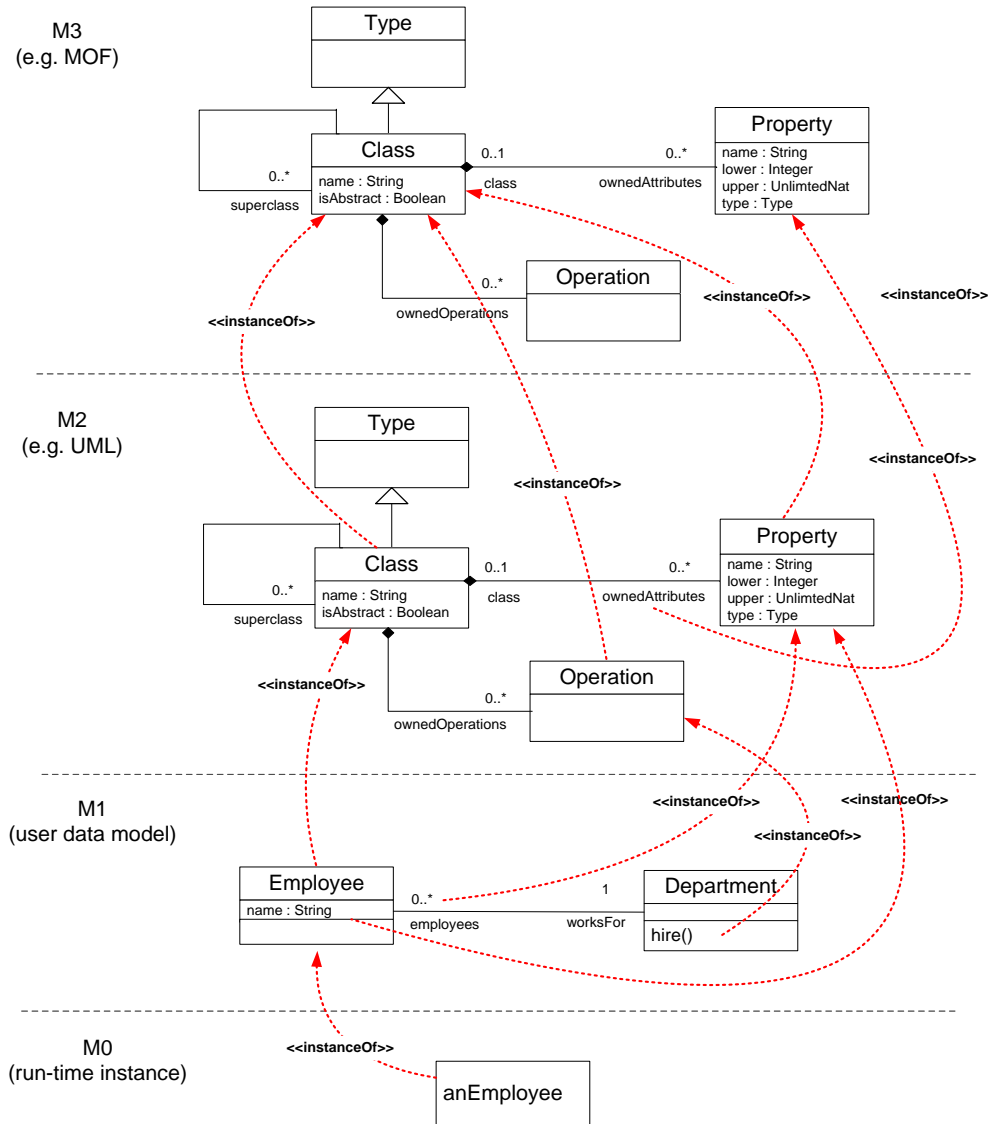 M3
(e.g. MOF)
Type
Class
name : String
isAbstract : Boolean
0..*
superclass
0..1
class
0..*
ownedAttributes
Property
name : String
lower : Integer
upper : UnlimtedNat
type : Type
0..*
ownedOperations
Operation
<<instanceOf>>
<<instanceOf>>
<<instanceOf>>
M2
(e.g. UML)
Type
<<instanceOf>>
<<instanceOf>>
Class
name : String
isAbstract : Boolean
0..*
superclass
0..1
class
0..*
ownedAttributes
Property
name : String
lower : Integer
upper : UnlimtedNat
type : Type
<<instanceOf>>
0..*
ownedOperations
Operation
M1
(user data model)
<<instanceOf>>
<<instanceOf>>
<<instanceOf>>
Employee
name : String
0..*
employees
1
worksFor
Department
hire()
M0
(run-time instance)
<<instanceOf>>
anEmployee